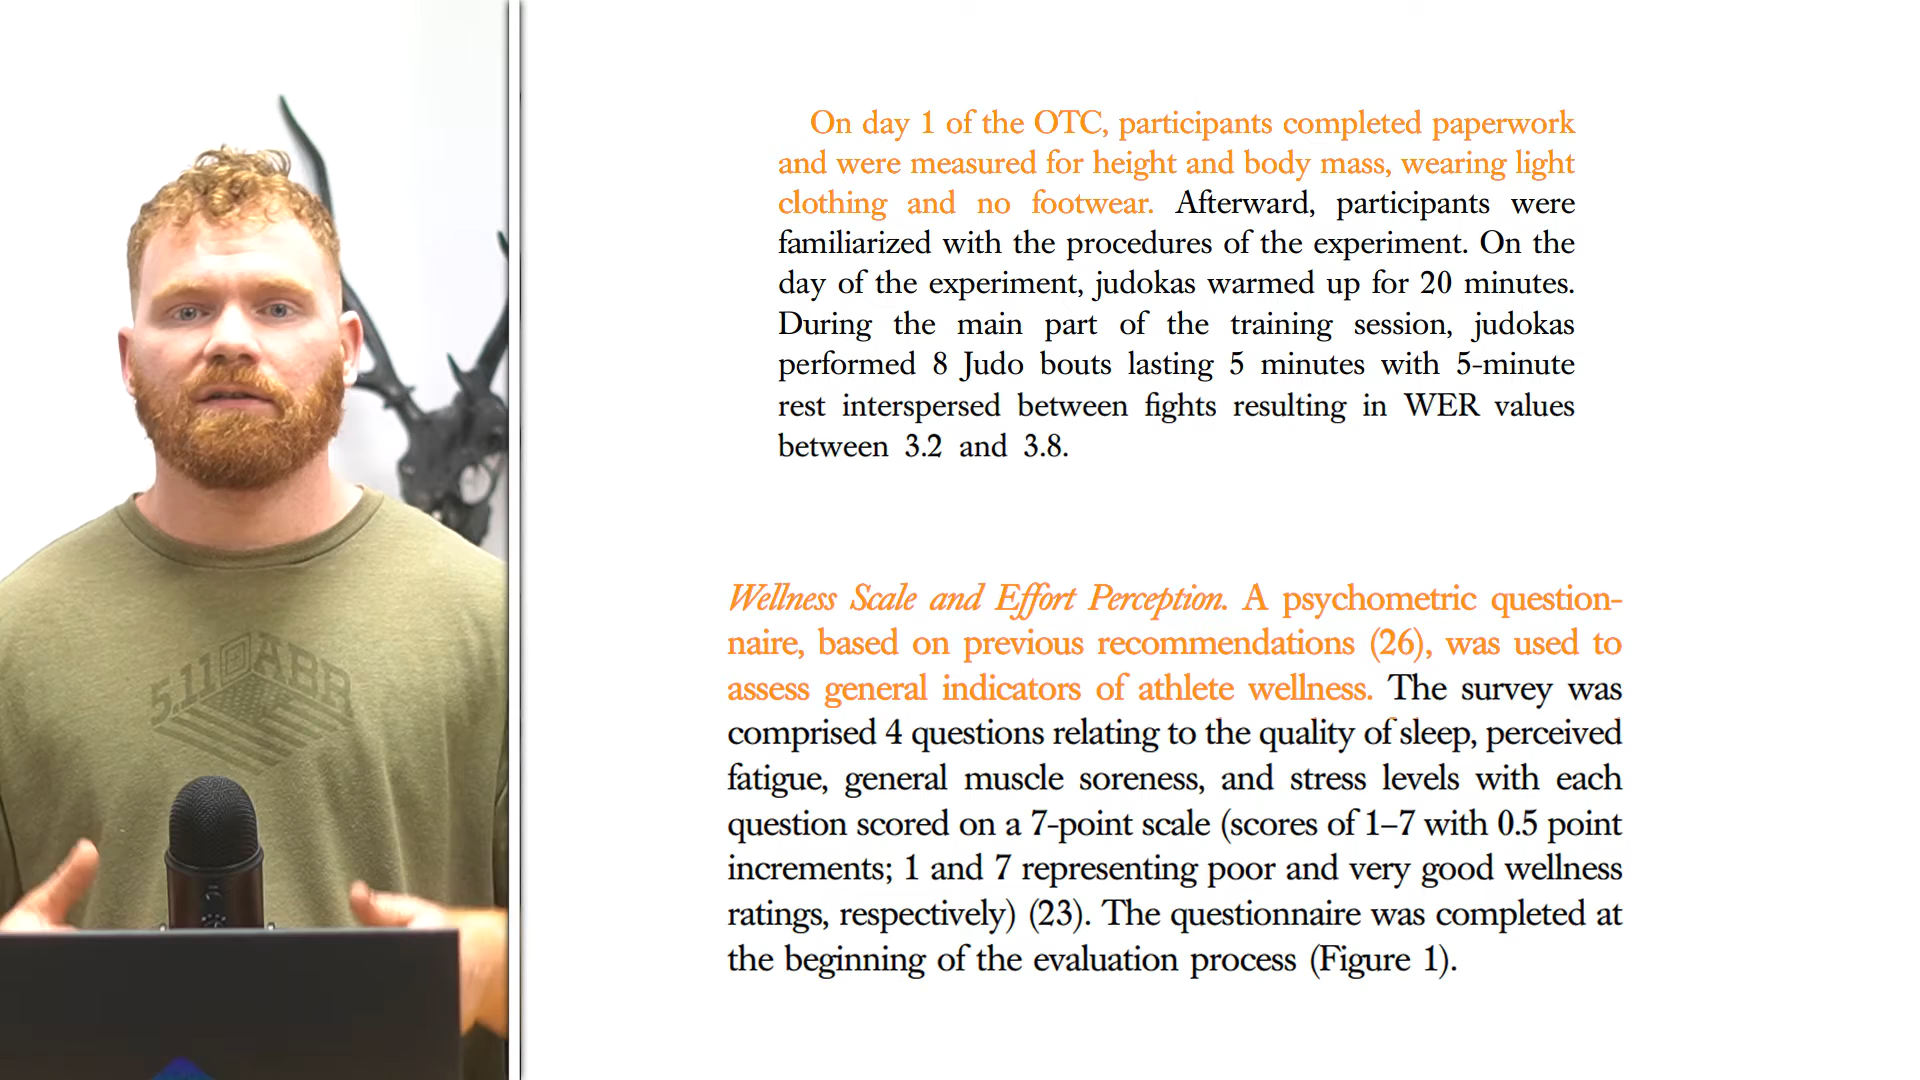 On day 1 of the OTC, participants completed paperwork
and were measured for height and body mass, wearing light
clothing and no footwear. Afterward, participants were
familiarized with the procedures of the experiment. On the
day of the experiment, judokas warmed up for 20 minutes.
During the main part of the training session, judokas
performed 8 Judo bouts lasting 5 minutes with 5-minute
rest interspersed between fights resulting in WER values
between 3.2 and 3.8.
Wellness Scale and Effort Perception. A psychometric question-
naire, based on previous recommendations (26), was used to
assess general indicators of athlete wellness. The survey was
comprised 4 questions relating to the quality of sleep, perceived
fatigue, general muscle soreness, and stress levels with each
question scored on a 7-point scale (scores of 1–7 with 0.5 point
increments; 1 and 7 representing poor and very good wellness
ratings, respectively) (23). The questionnaire was completed at
the beginning of the evaluation process (Figure 1).
5.11 ABR